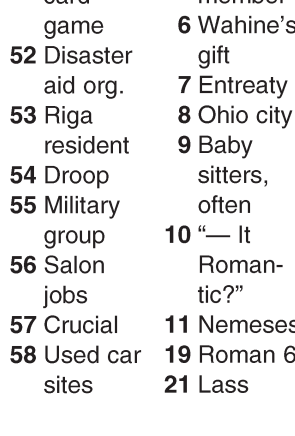 game
52 Disaster
aid org.
53 Riga
resident
54 Droop
55 Military
group
56 Salon
jobs
57 Crucial
58 Used car
sites
6 Wahine's
gift
7 Entreaty
8 Ohio city
9 Baby
sitters,
often
10 “— It
Roman-
tic?”
11 Nemeses
19 Roman 6
21 Lass